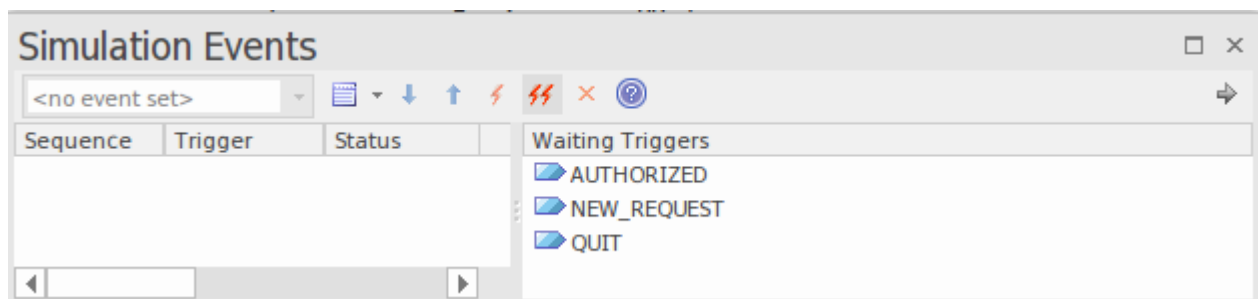 Simulation Events
<no event set>
Sequence Trigger Status
Waiting Triggers
AUTHORIZED
NEW_REQUEST
QUIT